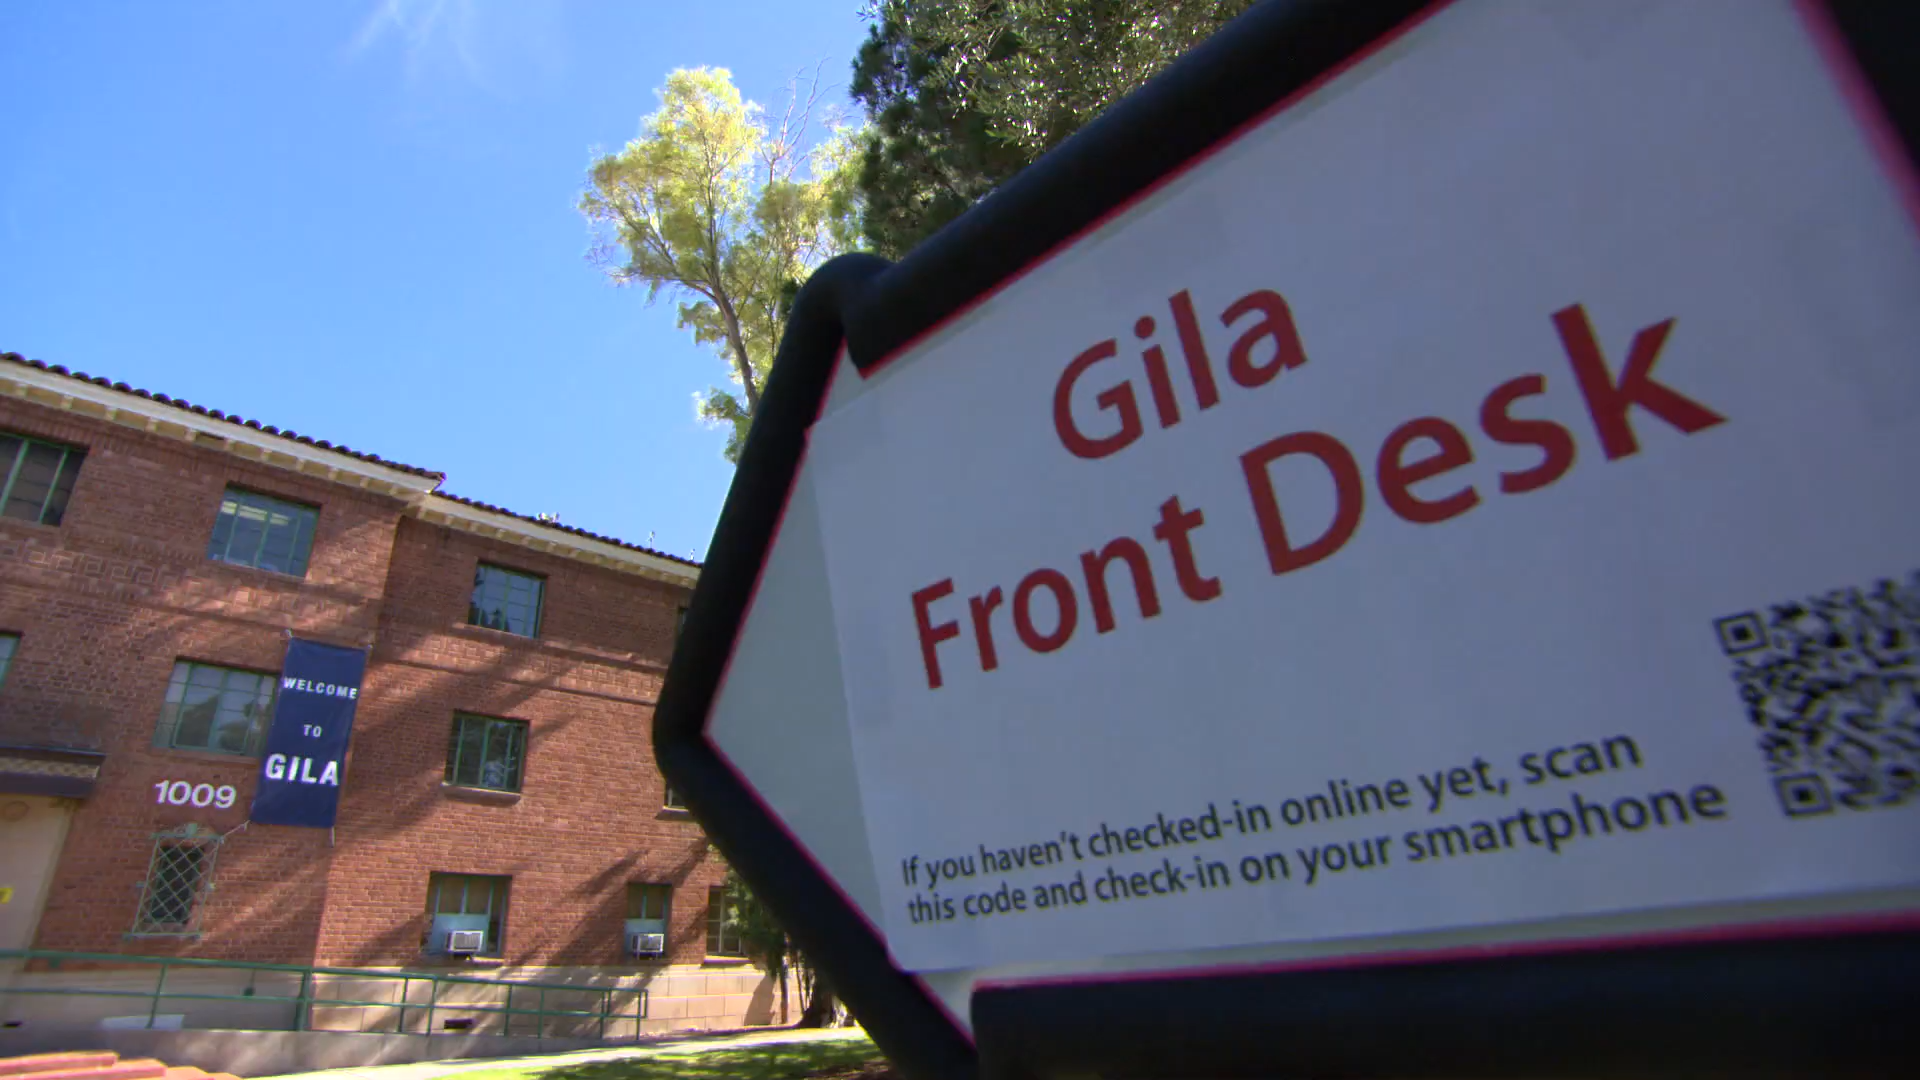 WELCOME
TO
GILA
1009
Gila
Front Desk
If you haven't checked-in online yet, scan
this code and check-in on your smartphone